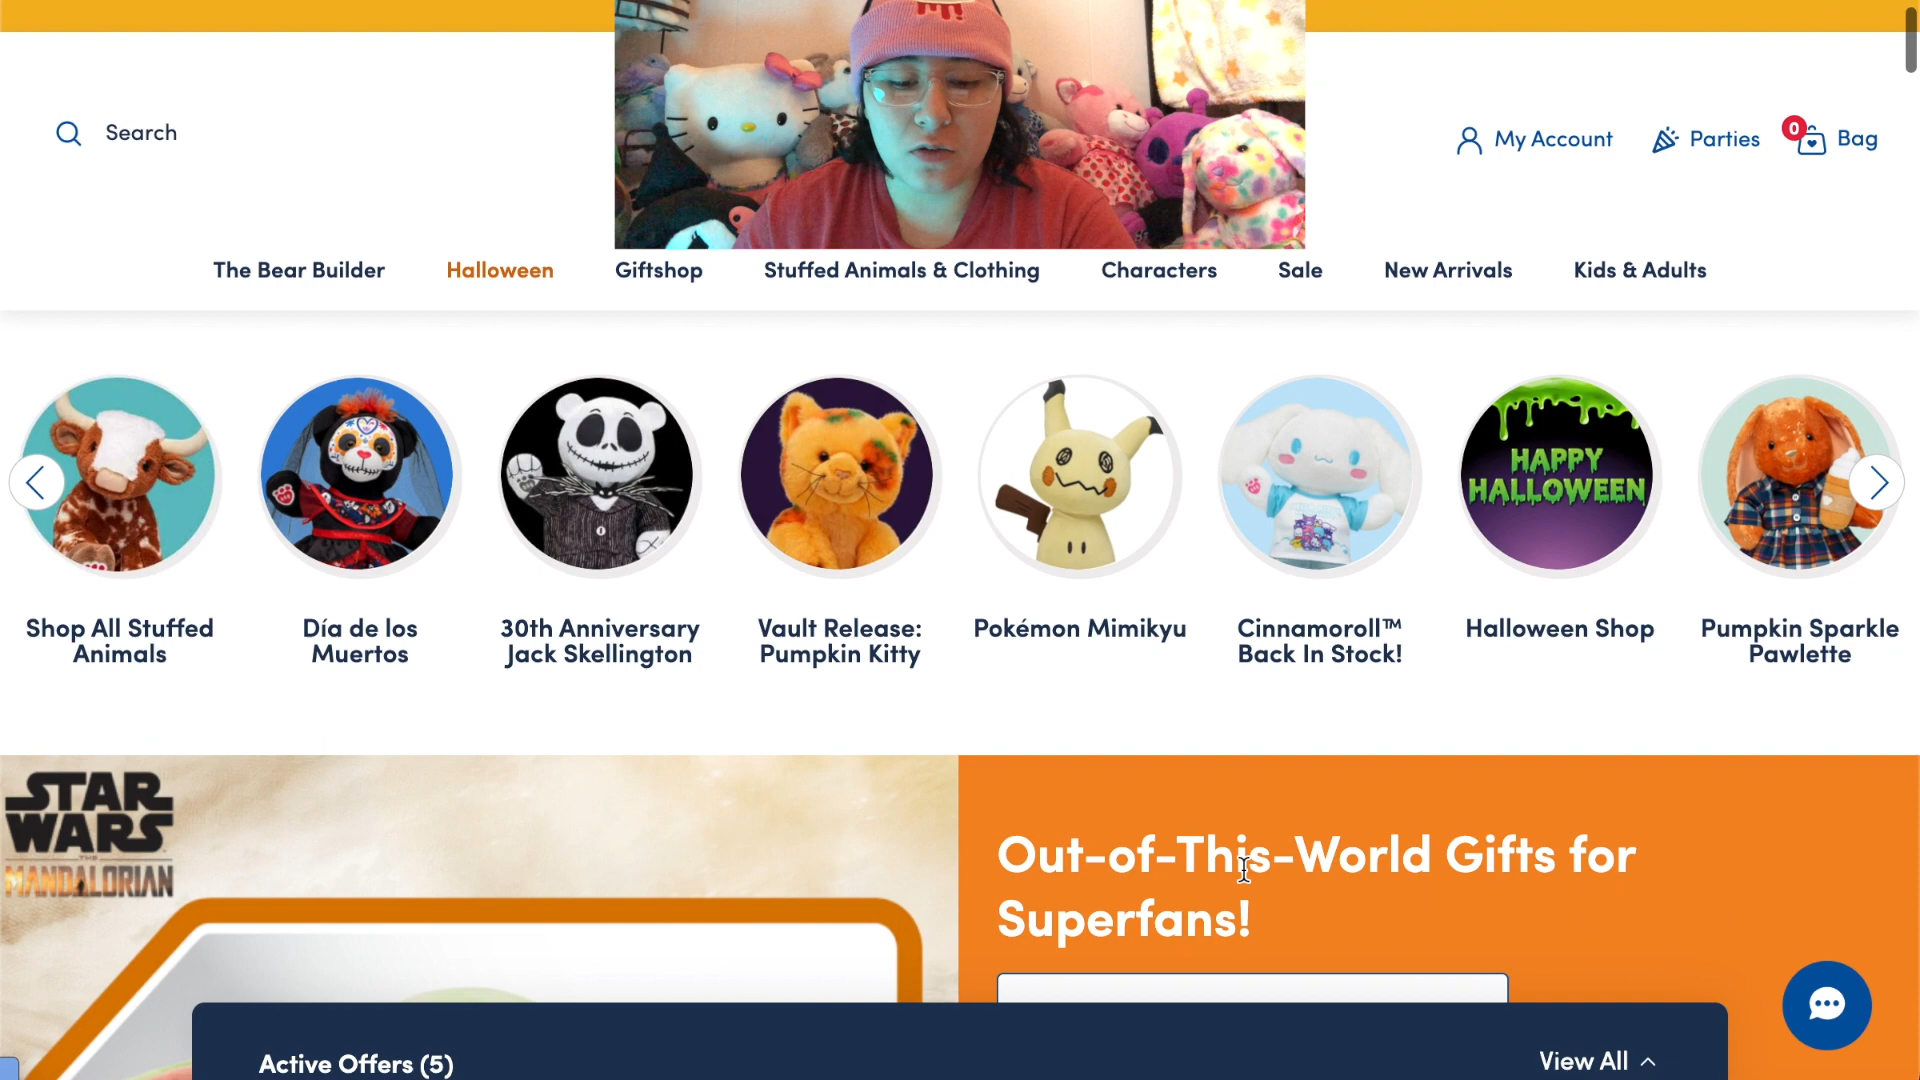 Search
My Account
Parties
0
Bag
The Bear Builder
Halloween
Giftshop
Stuffed Animals & Clothing
Characters
Sale
New Arrivals
Kids & Adults
HAPPY
HALLOWEEN
Shop All Stuffed
Animals
Día de los
Muertos
30th Anniversary
Jack Skellington
Vault Release:
Pumpkin Kitty
Pokémon Mimikyu
Cinnamoroll™
Back In Stock!
Halloween Shop
Pumpkin Sparkle
Pawlette
STAR
WARS
THE
MANDALORIAN
Out-of-This-World Gifts for
Superfans!
Active Offers (5)
View All